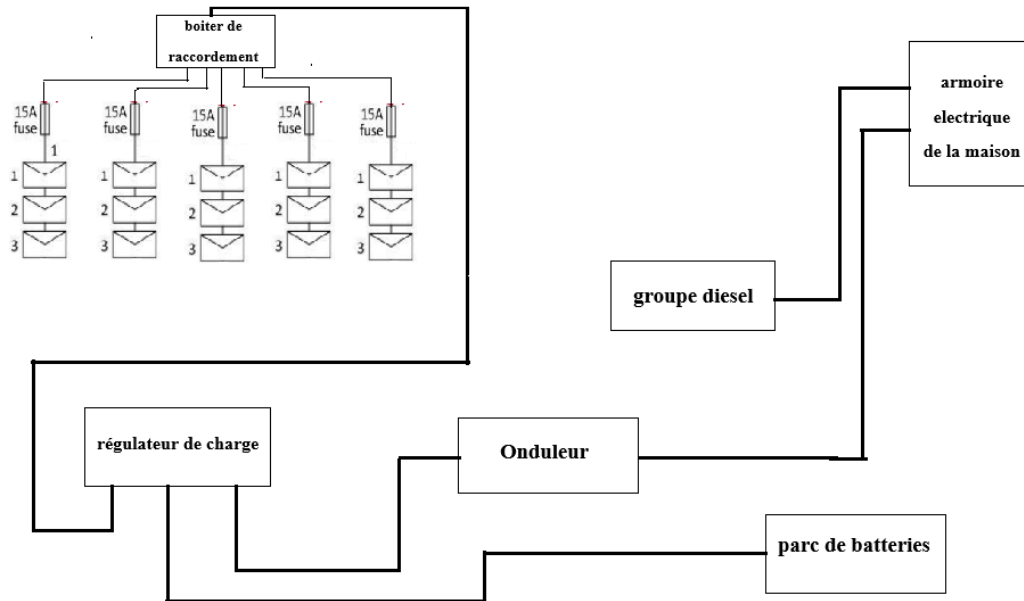 boiter de
raccordement
15A
fuse
15A
fuse
15A
fuse
15A
fuse
15A
fuse
1
1
1
1
1
1
2
2
2
2
2
3
3
3
3
3
armoire
electrique
de la maison
groupe diesel
régulateur de charge
Onduleur
parc de batteries